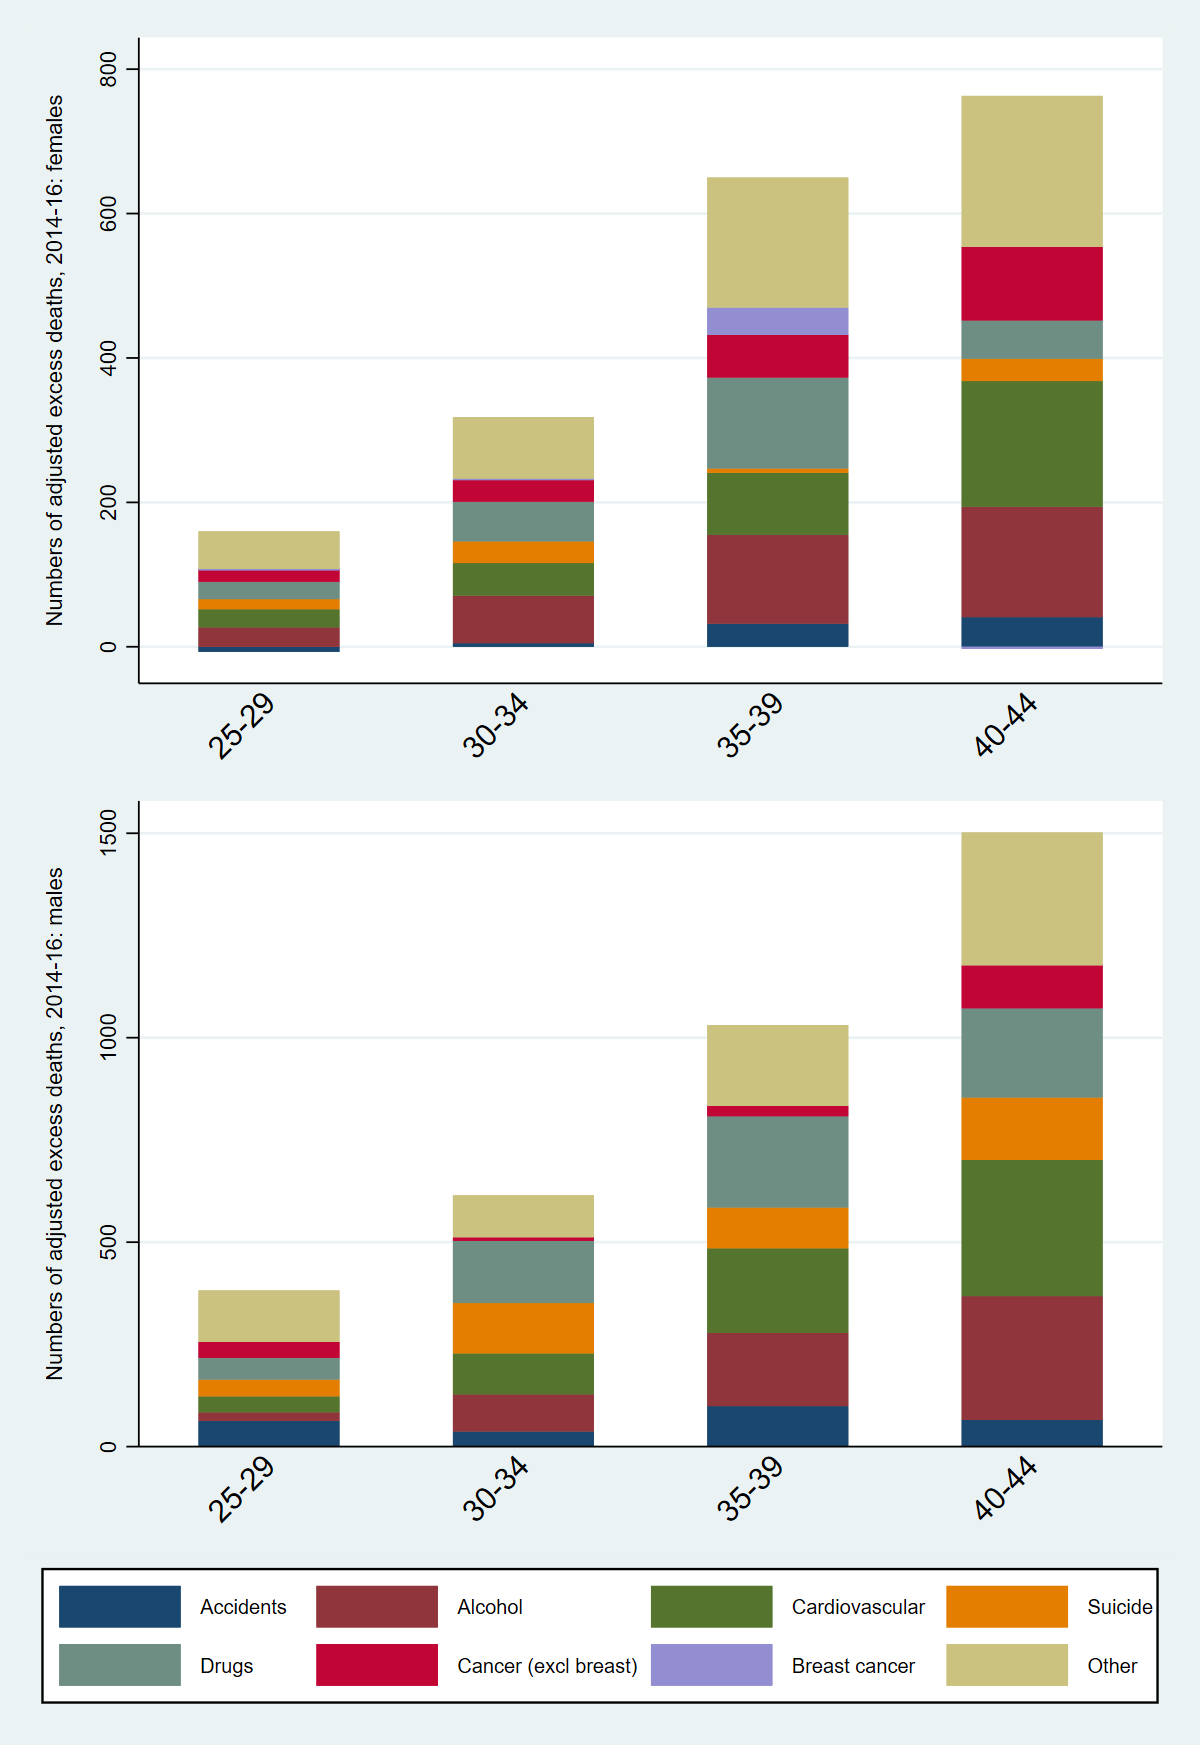 Numbers of adjusted excess deaths, 2014-16: females
800
600
400
200
0
25-29
30-34
35-39
40-44
Numbers of adjusted excess deaths, 2014-16: males
1500
1000
500
0
25-29
30-34
35-39
40-44
Accidents
Alcohol
Cardiovascular
Suicide
Drugs
Cancer (excl breast)
Breast cancer
Other